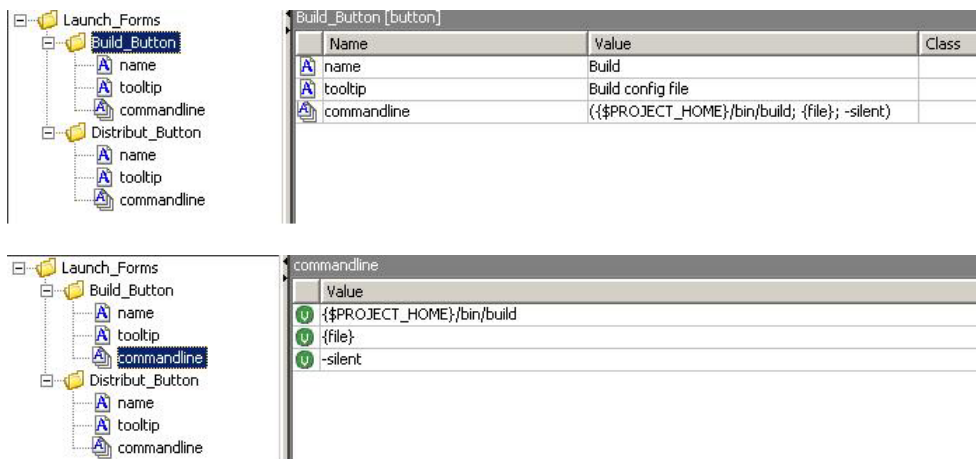 Launch_Forms
Build_Button
name
tooltip
commandline
Distribut_Button
name
tooltip
commandline
Build_Button [button]
Name Value Class
name Build
tooltip Build config file
commandline ({$PROJECT_HOME}/bin/build; {file}; -silent)
Launch_Forms
Build_Button
name
tooltip
commandline
Distribut_Button
name
tooltip
commandline
commandline
Value
{$PROJECT_HOME}/bin/build
{file}
-silent